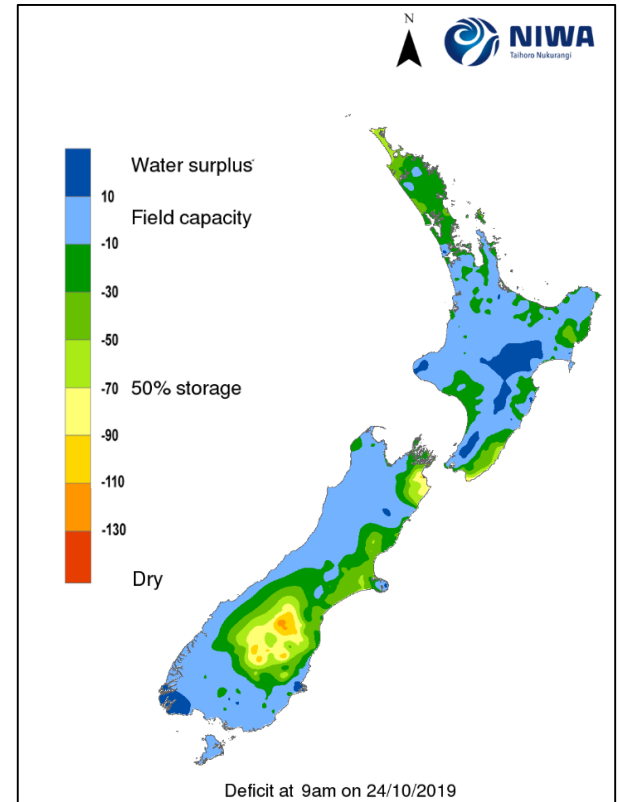 N
NIWA
Taihoro Nukurangi
Water surplus
10
Field capacity
-10
-30
-50
-70
50% storage
-90
-110
-130
Dry
Deficit at 9am on 24/10/2019